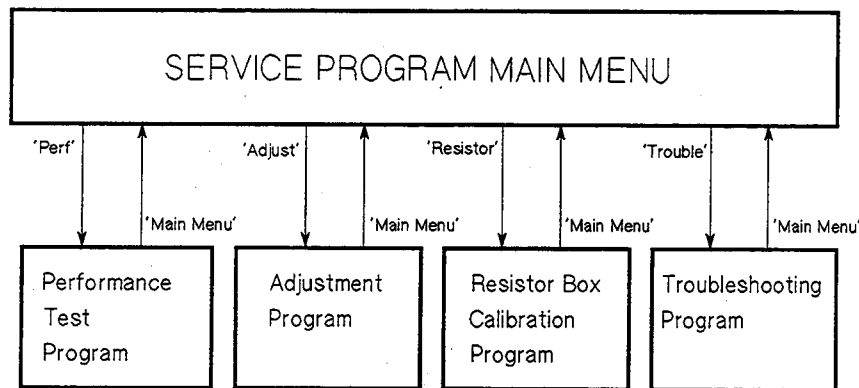 SERVICE PROGRAM MAIN MENU
'Perf'
'Adjust'
'Resistor'
'Trouble'
'Main Menu'
'Main Menu'
'Main Menu'
'Main Menu'
Performance
Test
Program
Adjustment
Program
Resistor Box
Calibration
Program
Troubleshooting
Program